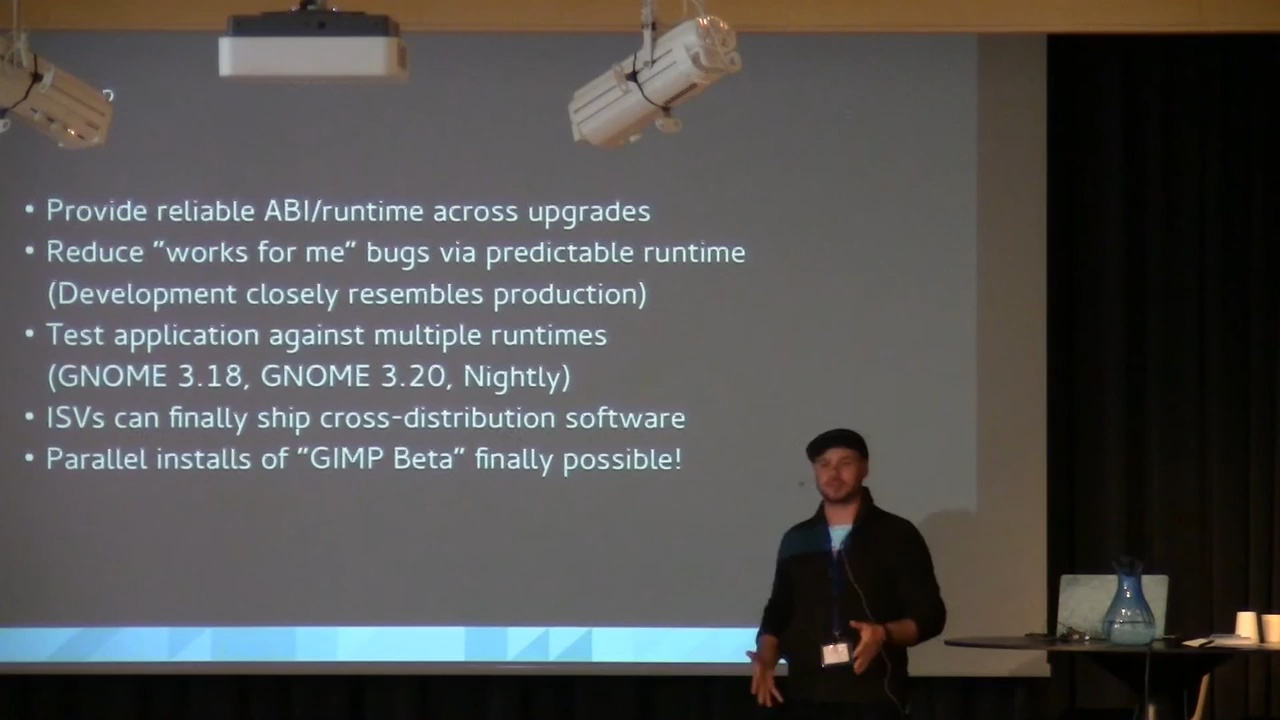 • Provide reliable ABI/runtime across upgrades
• Reduce "works for me" bugs via predictable runtime
(Development closely resembles production)
• Test application against multiple runtimes
(GNOME 3.18, GNOME 3.20, Nightly)
• ISVs can finally ship cross-distribution software
• Parallel installs of "GIMP Beta" finally possible!